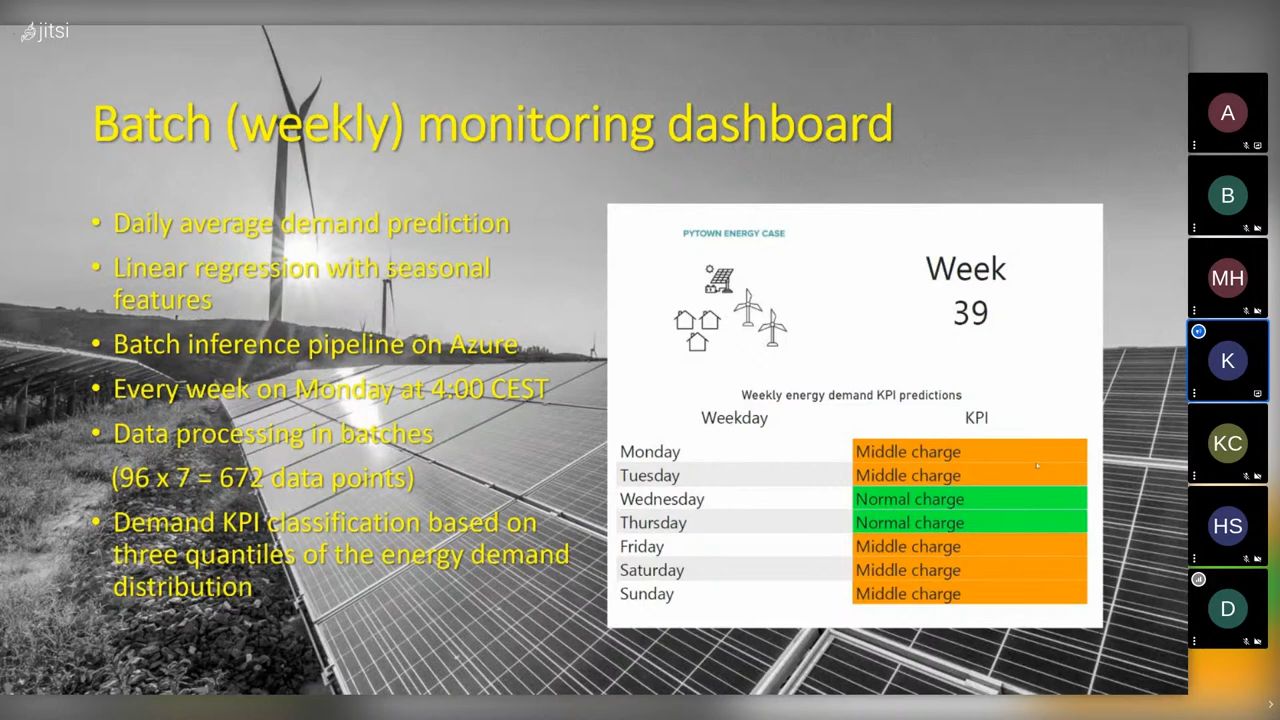 jitsi
Batch (weekly) monitoring dashboard
• Daily average demand prediction
• Linear regression with seasonal
features
• Batch inference pipeline on Azure
• Every week on Monday at 4:00 CEST
• Data processing in batches
(96 x 7 = 672 data points)
• Demand KPI classification based on
three quantiles of the energy demand
distribution
PYTOWN ENERGY CASE
Week
39
Weekly energy demand KPI predictions
Weekday KPI
Monday Middle charge
Tuesday Middle charge
Wednesday Normal charge
Thursday Normal charge
Friday Middle charge
Saturday Middle charge
Sunday Middle charge
A
B
MH
K
KC
HS
D